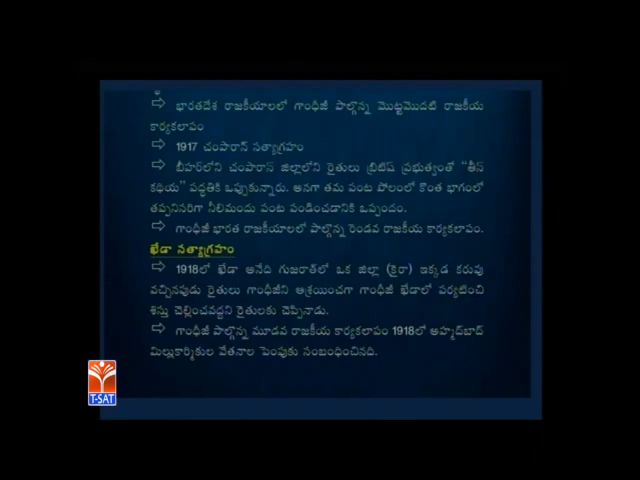 ⇨ భారతదేశ రాజకీయాలలో గాంధీజీ పాల్గొన్న మొట్టమొదటి రాజకీయ
కార్యకలాపం
⇨ 1917 చంపారాన్ సత్యాగ్రహం
⇨ బీహార్‌లోని చంపారాన్ జిల్లాలోని రైతులు బ్రిటిష్ ప్రభుత్వంతో “తీన్
కథియ” పద్ధతికి ఒప్పుకున్నారు. అనగా తమ పంట పోలంలో కొంత భాగంలో
తప్పనిసరిగా నీలిమందు పంట పండించడానికి ఒప్పందం.
⇨ గాంధీజీ భారత రాజకీయాలలో పాల్గొన్న రెండవ రాజకీయ కార్యకలాపం.
ఖేడా సత్యాగ్రహం
⇨ 1918లో ఖేడా అనేది గుజరాత్‌లో ఒక జిల్లా (కైరా) ఇక్కడ కరువు
వచ్చినపుడు రైతులు గాంధీజీని ఆశ్రయించగా గాంధీజీ ఖేడాలో పర్యటించి
శిస్తు చెల్లించవద్దని రైతులకు చెప్పినాడు.
⇨ గాంధీజీ పాల్గొన్న మూడవ రాజకీయ కార్యకలాపం 1918లో అహ్మదాబాద్
మిల్లుకార్మికుల వేతనాల పెంపుకు సంబంధించినది.
T-SAT